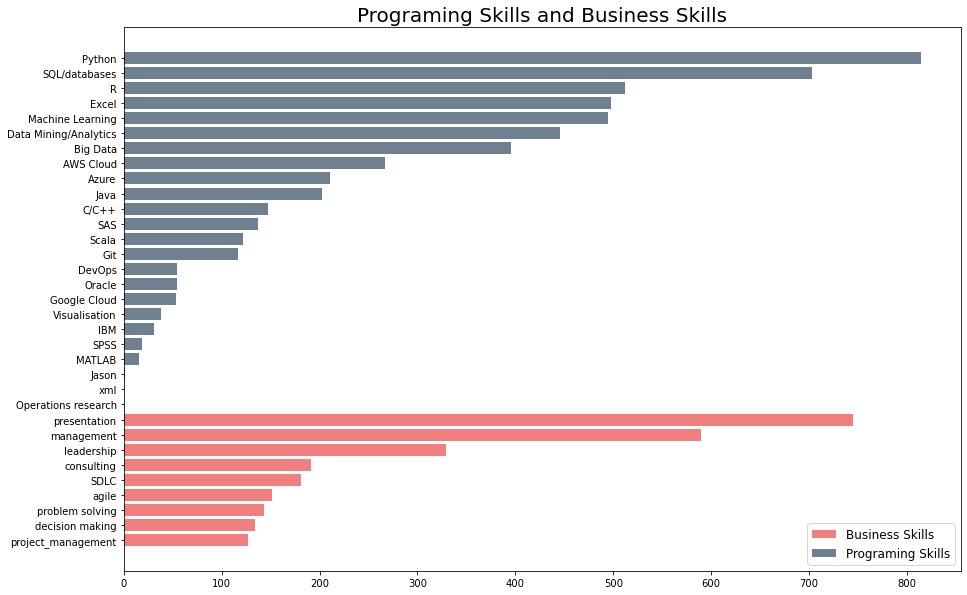 Programing Skills and Business Skills
Python
SQL/databases
R
Excel
Machine Learning
Data Mining/Analytics
Big Data
AWS Cloud
Azure
Java
C/C++
SAS
Scala
Git
DevOps
Oracle
Google Cloud
Visualisation
IBM
SPSS
MATLAB
Jason
xml
Operations research
presentation
management
leadership
consulting
SDLC
agile
problem solving
decision making
project_management
Business Skills
Programing Skills
0 100 200 300 400 500 600 700 800